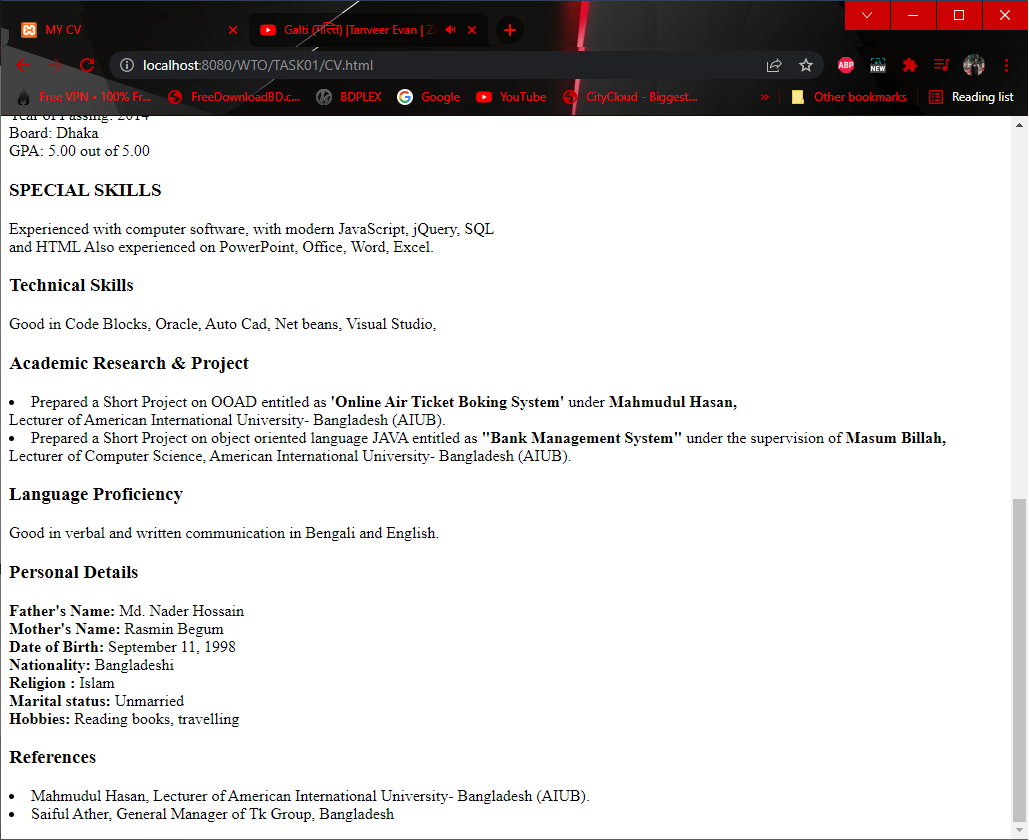 MY CV
Galti (গাল্তি) |Tanveer Evan | Z
localhost:8080/WTO/TASK01/CV.html
ABP
NEW
Free VPN • 100% Fr...
FreeDownloadBD.c...
BDPLEX
Google
YouTube
CityCloud - Biggest...
»
Other bookmarks
Reading list
Year of Passing: 2014
Board: Dhaka
GPA: 5.00 out of 5.00
SPECIAL SKILLS
Experienced with computer software, with modern JavaScript, jQuery, SQL
and HTML Also experienced on PowerPoint, Office, Word, Excel.
Technical Skills
Good in Code Blocks, Oracle, Auto Cad, Net beans, Visual Studio,
Academic Research & Project
• Prepared a Short Project on OOAD entitled as 'Online Air Ticket Boking System' under Mahmudul Hasan,
Lecturer of American International University- Bangladesh (AIUB).
• Prepared a Short Project on object oriented language JAVA entitled as "Bank Management System" under the supervision of Masum Billah,
Lecturer of Computer Science, American International University- Bangladesh (AIUB).
Language Proficiency
Good in verbal and written communication in Bengali and English.
Personal Details
Father's Name: Md. Nader Hossain
Mother's Name: Rasmin Begum
Date of Birth: September 11, 1998
Nationality: Bangladeshi
Religion : Islam
Marital status: Unmarried
Hobbies: Reading books, travelling
References
• Mahmudul Hasan, Lecturer of American International University- Bangladesh (AIUB).
• Saiful Ather, General Manager of Tk Group, Bangladesh